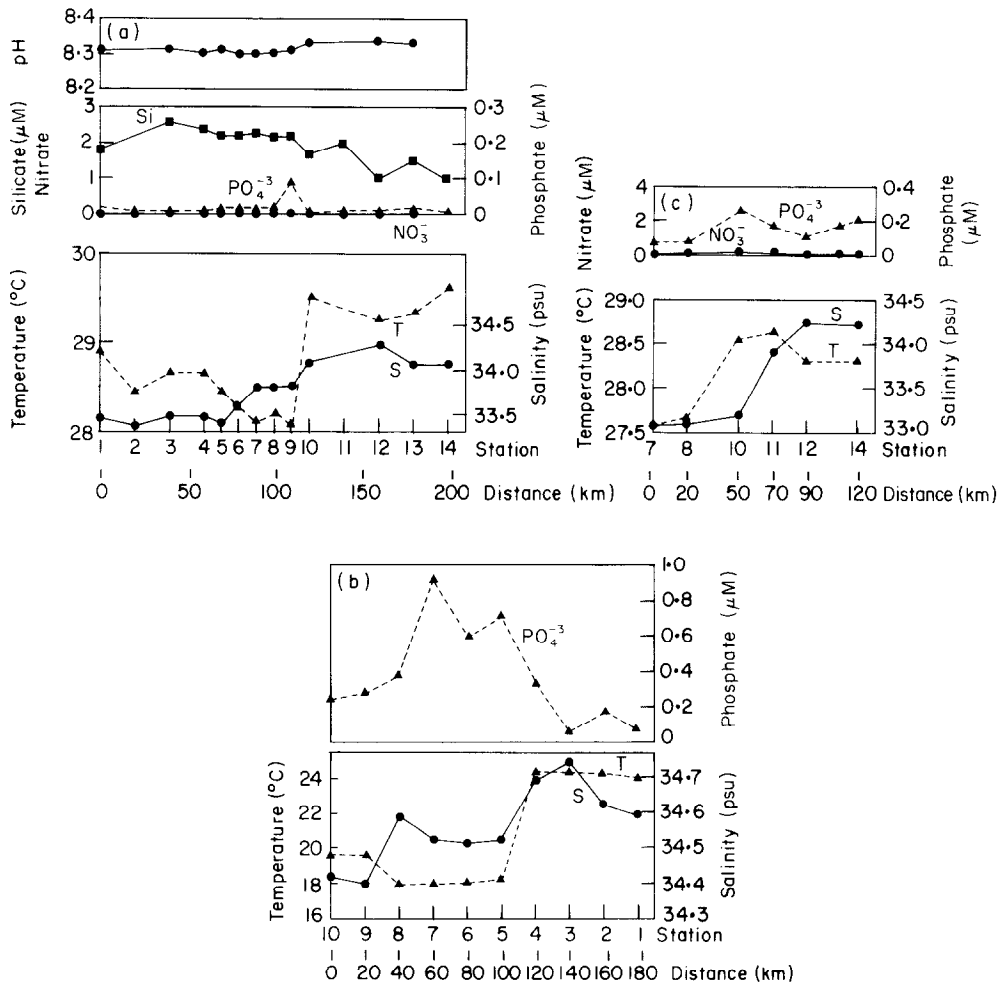 (a)
pH
8·4
8·3
8·2
Silicate (μM)
Nitrate
3
2
1
0
Si
PO₄⁻³
NO₃⁻
0·3
0·2
0·1
0
Phosphate (μM)
Temperature (°C)
30
29
28
T
S
34·5
34·0
33·5
Salinity (psu)
1 2 3 4 5 6 7 8 9 10 11 12 13 14 Station
0 50 100 150 200 Distance (km)
(c)
Nitrate (μM)
4
2
0
PO₄⁻³
NO₃⁻
0·4
0·2
0
Phosphate
(μM)
Temperature (°C)
29·0
28·5
28·0
27·5
S
T
34·5
34·0
33·5
33·0
Salinity (psu)
7 8 10 11 12 14 Station
0 20 50 70 90 120 Distance (km)
(b)
PO₄⁻³
1·0
0·8
0·6
0·4
0·2
0
Phosphate (μM)
Temperature (°C)
24
22
20
18
16
T
S
34·7
34·6
34·5
34·4
34·3
Salinity (psu)
10 9 8 7 6 5 4 3 2 1 Station
0 20 40 60 80 100 120 140 160 180 Distance (km)